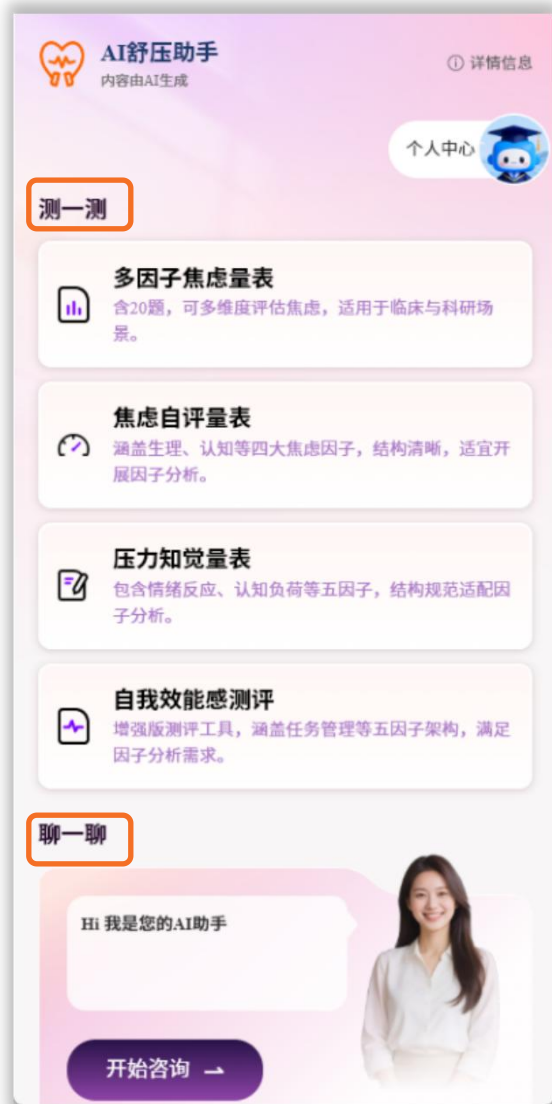 AI舒压助手
内容由AI生成
详情信息
个人中心
测一测
多因子焦虑量表
含20题，可多维度评估焦虑，适用于临床与科研场
景。
焦虑自评量表
涵盖生理、认知等四大焦虑因子，结构清晰，适宜开
展因子分析。
压力知觉量表
包含情绪反应、认知负荷等五因子，结构规范适配因
子分析。
自我效能感测评
增强版测评工具，涵盖任务管理等五因子架构，满足
因子分析需求。
聊一聊
Hi 我是您的AI助手
开始咨询